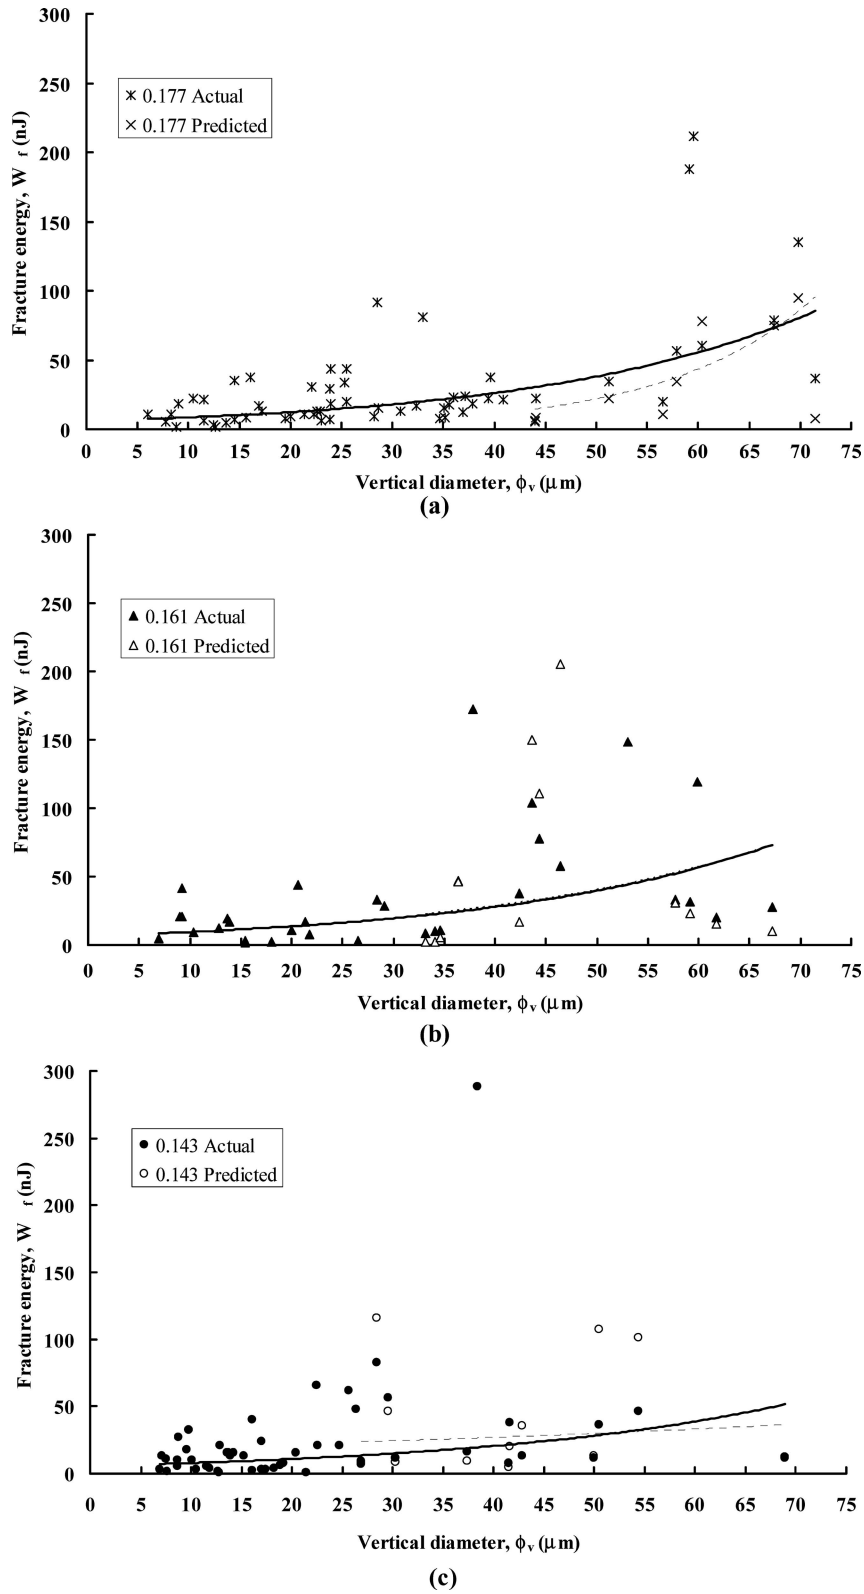 300
250
200
150
100
50
0
Fracture energy, W f (nJ)
0.177 Actual
0.177 Predicted
0 5 10 15 20 25 30 35 40 45 50 55 60 65 70 75
Vertical diameter, ϕv (μm)
(a)
300
250
200
150
100
50
0
Fracture energy, W f (nJ)
0.161 Actual
0.161 Predicted
0 5 10 15 20 25 30 35 40 45 50 55 60 65 70 75
Vertical diameter, ϕv (μm)
(b)
300
250
200
150
100
50
0
Fracture energy, W f (nJ)
0.143 Actual
0.143 Predicted
0 5 10 15 20 25 30 35 40 45 50 55 60 65 70 75
Vertical diameter, ϕv (μm)
(c)